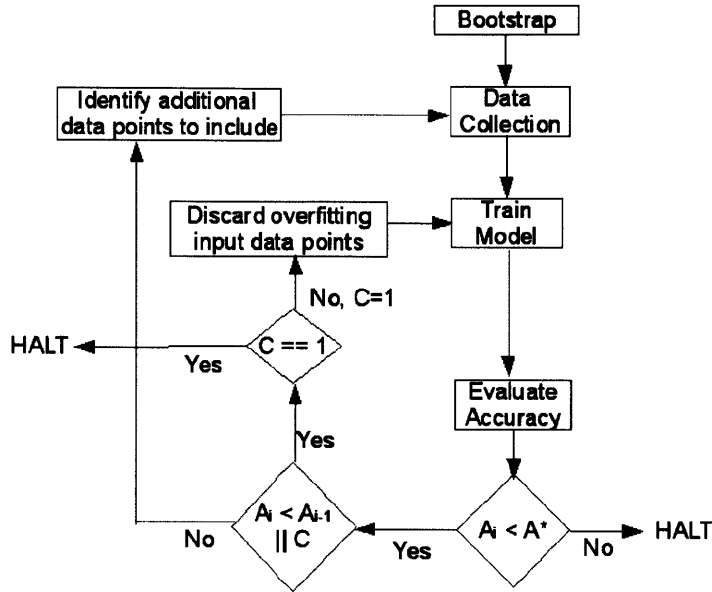 Bootstrap
Identify additional
data points to include
Data
Collection
Discard overfitting
input data points
Train
Model
No, C=1
HALT
Yes
C == 1
Evaluate
Accuracy
Yes
Ai < Ai-1
|| C
No
Yes
Ai < A*
No
HALT